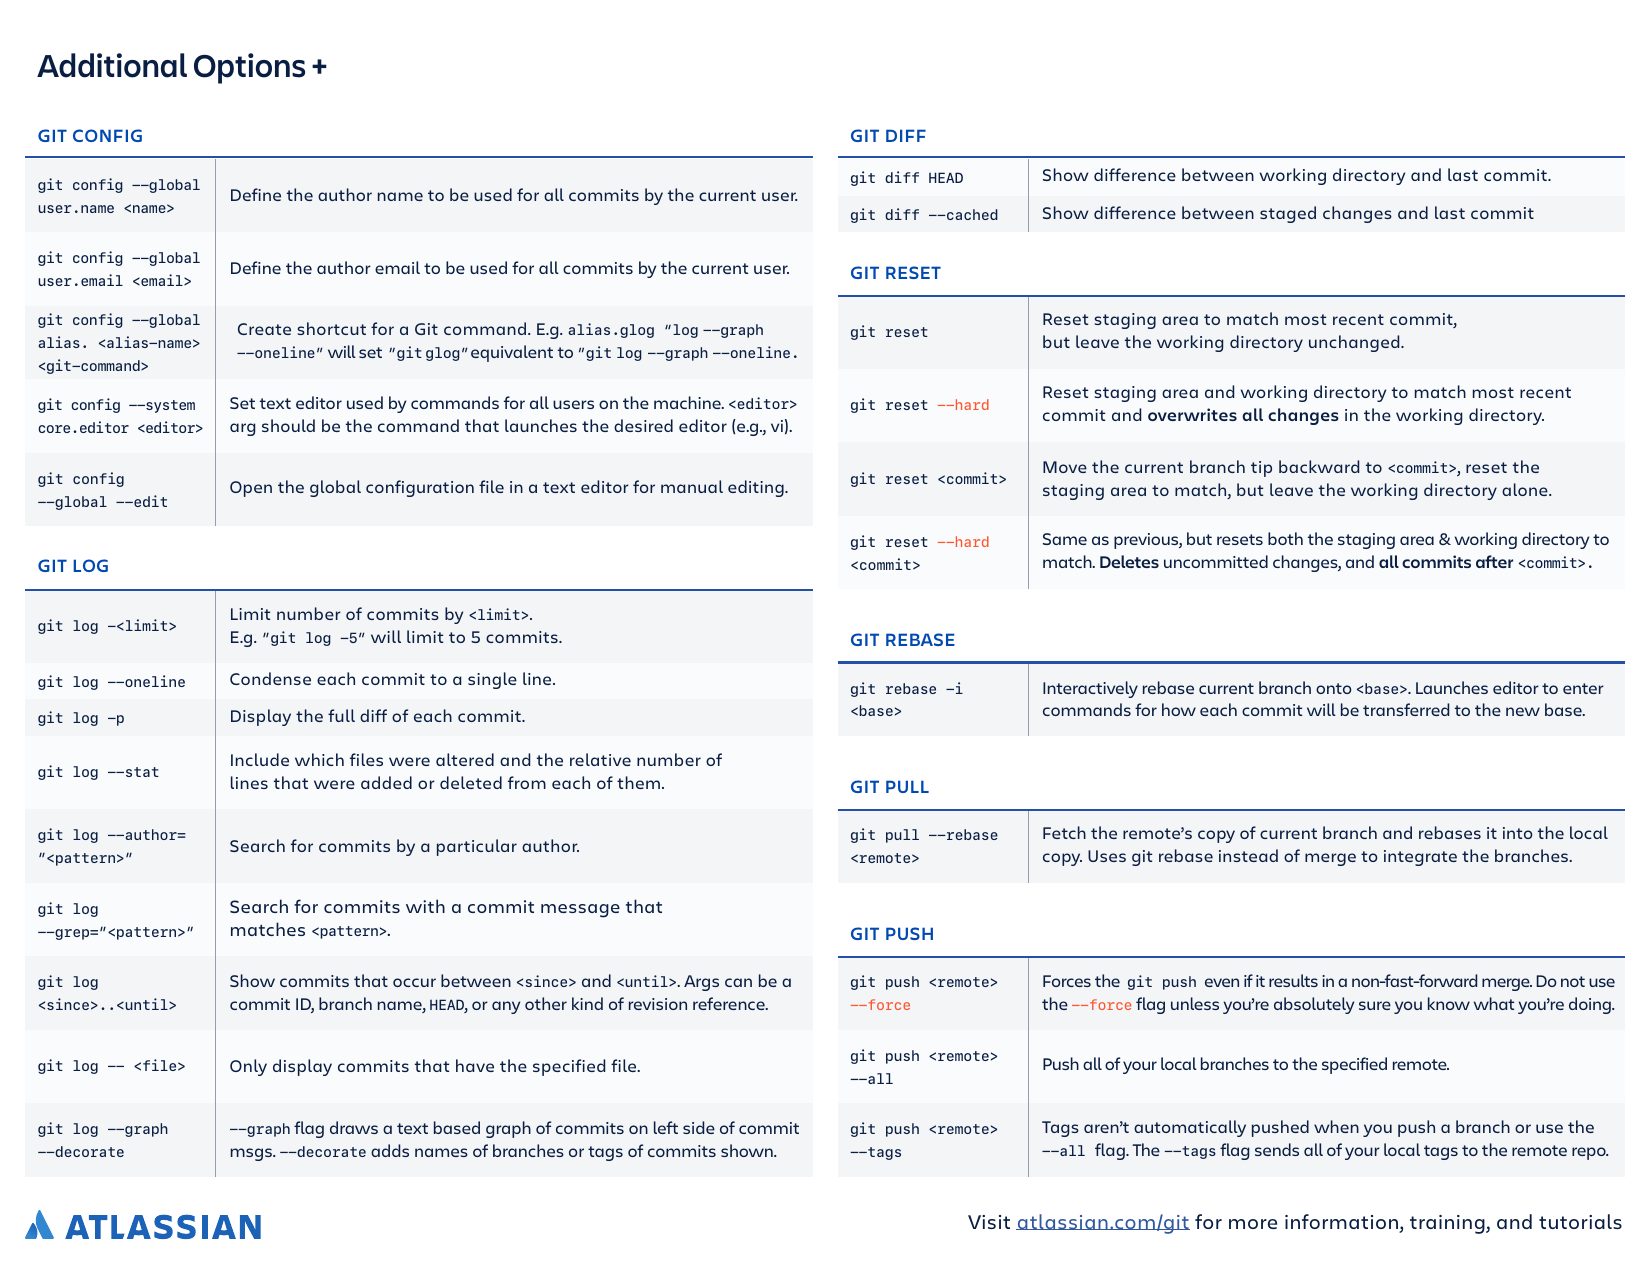 Additional Options +
GIT CONFIG
git config --global
user.name <name>
Define the author name to be used for all commits by the current user.
git config --global
user.email <email>
Define the author email to be used for all commits by the current user.
git config --global
alias. <alias-name>
<git-command>
Create shortcut for a Git command. E.g. alias.glog "log --graph
--oneline" will set "git glog" equivalent to "git log --graph --oneline.
git config --system
core.editor <editor>
Set text editor used by commands for all users on the machine. <editor>
arg should be the command that launches the desired editor (e.g., vi).
git config
--global --edit
Open the global configuration file in a text editor for manual editing.
GIT LOG
git log -<limit>
Limit number of commits by <limit>.
E.g. "git log -5" will limit to 5 commits.
git log --oneline
Condense each commit to a single line.
git log -p
Display the full diff of each commit.
git log --stat
Include which files were altered and the relative number of
lines that were added or deleted from each of them.
git log --author=
"<pattern>"
Search for commits by a particular author.
git log
--grep="<pattern>"
Search for commits with a commit message that
matches <pattern>.
git log
<since>..<until>
Show commits that occur between <since> and <until>. Args can be a
commit ID, branch name, HEAD, or any other kind of revision reference.
git log -- <file>
Only display commits that have the specified file.
git log --graph
--decorate
--graph flag draws a text based graph of commits on left side of commit
msgs. --decorate adds names of branches or tags of commits shown.
GIT DIFF
git diff HEAD
Show difference between working directory and last commit.
git diff --cached
Show difference between staged changes and last commit
GIT RESET
git reset
Reset staging area to match most recent commit,
but leave the working directory unchanged.
git reset --hard
Reset staging area and working directory to match most recent
commit and overwrites all changes in the working directory.
git reset <commit>
Move the current branch tip backward to <commit>, reset the
staging area to match, but leave the working directory alone.
git reset --hard
<commit>
Same as previous, but resets both the staging area & working directory to
match. Deletes uncommitted changes, and all commits after <commit>.
GIT REBASE
git rebase -i
<base>
Interactively rebase current branch onto <base>. Launches editor to enter
commands for how each commit will be transferred to the new base.
GIT PULL
git pull --rebase
<remote>
Fetch the remote's copy of current branch and rebases it into the local
copy. Uses git rebase instead of merge to integrate the branches.
GIT PUSH
git push <remote>
--force
Forces the git push even if it results in a non-fast-forward merge. Do not use
the --force flag unless you're absolutely sure you know what you're doing.
git push <remote>
--all
Push all of your local branches to the specified remote.
git push <remote>
--tags
Tags aren't automatically pushed when you push a branch or use the
--all flag. The --tags flag sends all of your local tags to the remote repo.
ATLASSIAN
Visit atlassian.com/git for more information, training, and tutorials